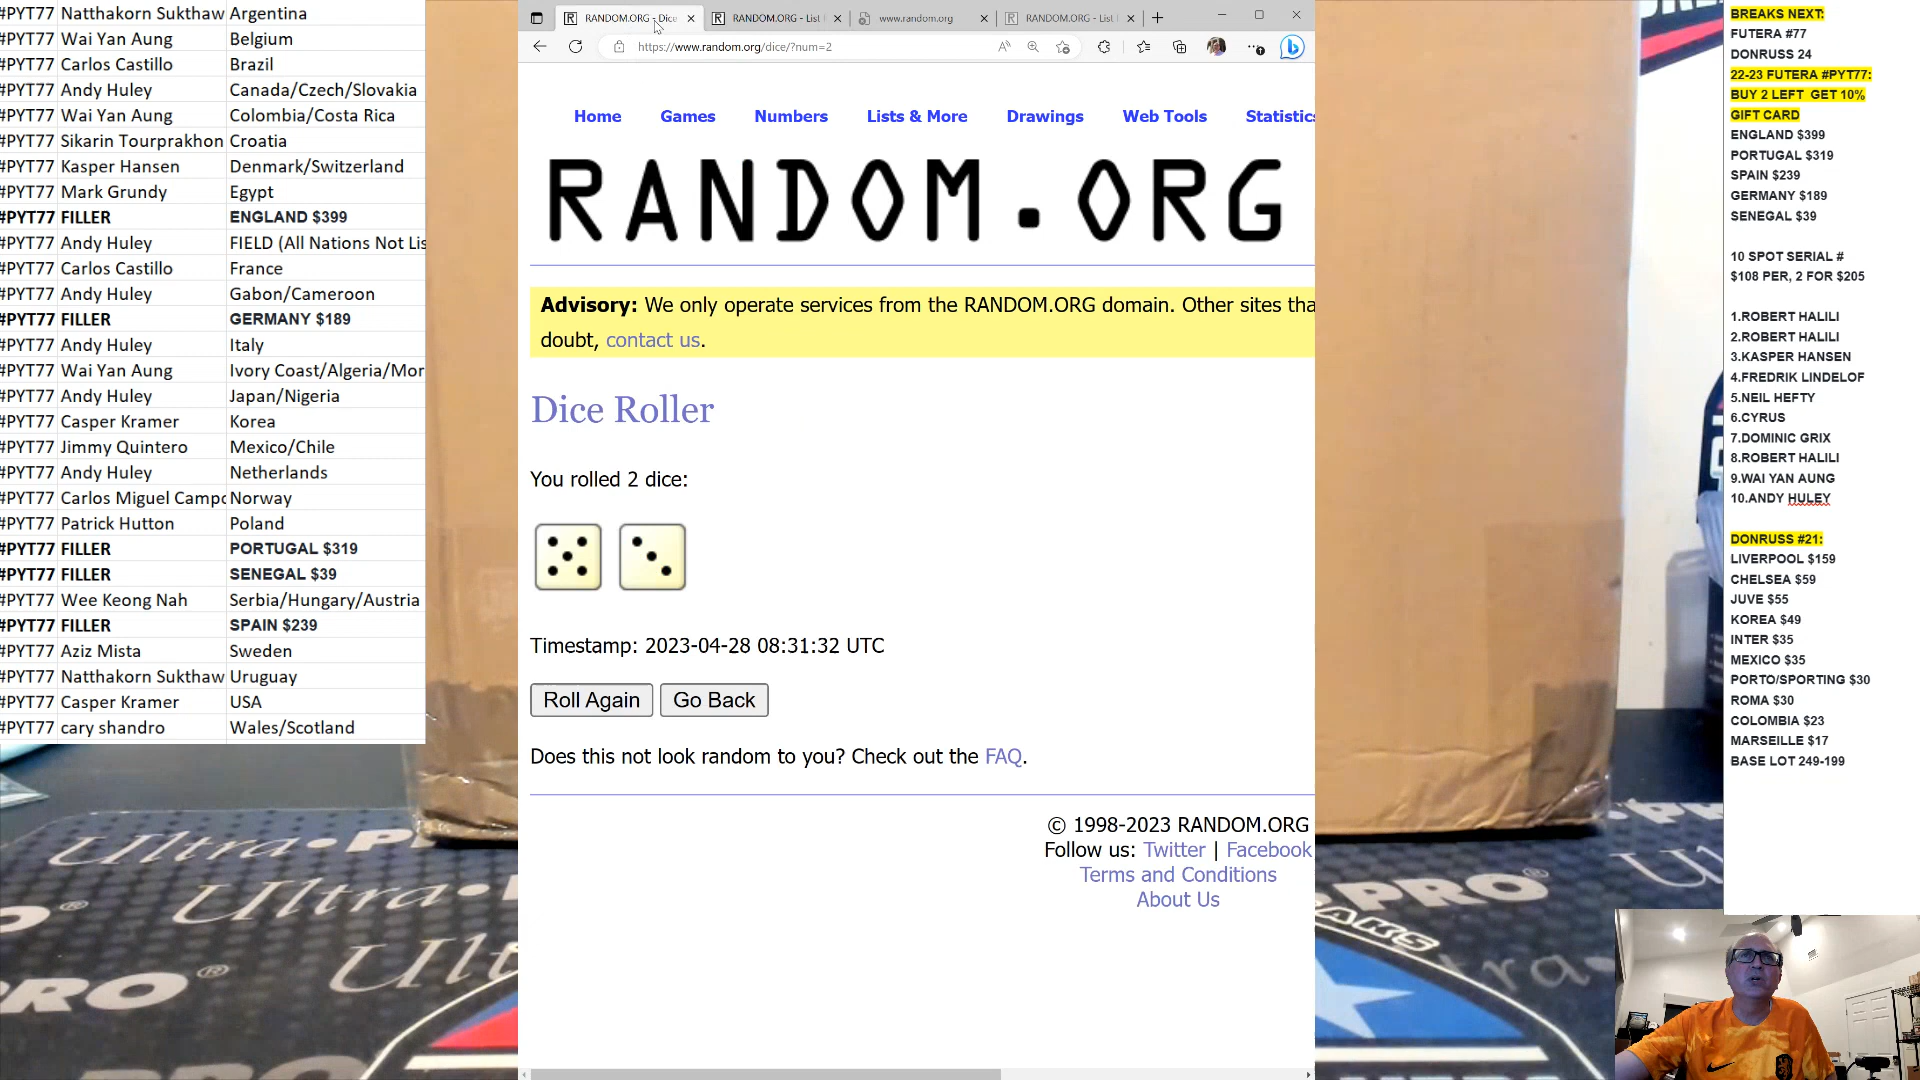 #PYT77 Natthakorn Sukthaw Argentina
#PYT77 Wai Yan Aung Belgium
#PYT77 Carlos Castillo Brazil
#PYT77 Andy Huley Canada/Czech/Slovakia
#PYT77 Wai Yan Aung Colombia/Costa Rica
#PYT77 Sikarin Tourprakhon Croatia
#PYT77 Kasper Hansen Denmark/Switzerland
#PYT77 Mark Grundy Egypt
#PYT77 FILLER ENGLAND $399
#PYT77 Andy Huley FIELD (All Nations Not Lis
#PYT77 Carlos Castillo France
#PYT77 Andy Huley Gabon/Cameroon
#PYT77 FILLER GERMANY $189
#PYT77 Andy Huley Italy
#PYT77 Wai Yan Aung Ivory Coast/Algeria/Mor
#PYT77 Andy Huley Japan/Nigeria
#PYT77 Casper Kramer Korea
#PYT77 Jimmy Quintero Mexico/Chile
#PYT77 Andy Huley Netherlands
#PYT77 Carlos Miguel Campo Norway
#PYT77 Patrick Hutton Poland
#PYT77 FILLER PORTUGAL $319
#PYT77 FILLER SENEGAL $39
#PYT77 Wee Keong Nah Serbia/Hungary/Austria
#PYT77 FILLER SPAIN $239
#PYT77 Aziz Mista Sweden
#PYT77 Natthakorn Sukthaw Uruguay
#PYT77 Casper Kramer USA
#PYT77 cary shandro Wales/Scotland
RANDOM.ORG - Dice
RANDOM.ORG - List
www.random.org
RANDOM.ORG - List
https://www.random.org/dice/?num=2
Home Games Numbers Lists & More Drawings Web Tools Statistics
RANDOM.ORG
Advisory: We only operate services from the RANDOM.ORG domain. Other sites tha
doubt, contact us.
Dice Roller
You rolled 2 dice:
Timestamp: 2023-04-28 08:31:32 UTC
Roll Again Go Back
Does this not look random to you? Check out the FAQ.
© 1998-2023 RANDOM.ORG
Follow us: Twitter | Facebook
Terms and Conditions
About Us
BREAKS NEXT:
FUTERA #77
DONRUSS 24
22-23 FUTERA #PYT77:
BUY 2 LEFT GET 10%
GIFT CARD
ENGLAND $399
PORTUGAL $319
SPAIN $239
GERMANY $189
SENEGAL $39
10 SPOT SERIAL #
$108 PER, 2 FOR $205
1.ROBERT HALILI
2.ROBERT HALILI
3.KASPER HANSEN
4.FREDRIK LINDELOF
5.NEIL HEFTY
6.CYRUS
7.DOMINIC GRIX
8.ROBERT HALILI
9.WAI YAN AUNG
10.ANDY HULEY
DONRUSS #21:
LIVERPOOL $159
CHELSEA $59
JUVE $55
KOREA $49
INTER $35
MEXICO $35
PORTO/SPORTING $30
ROMA $30
COLOMBIA $23
MARSEILLE $17
BASE LOT 249-199
Ultra•P
Ultra•P
Ult
PRO®
PRO®